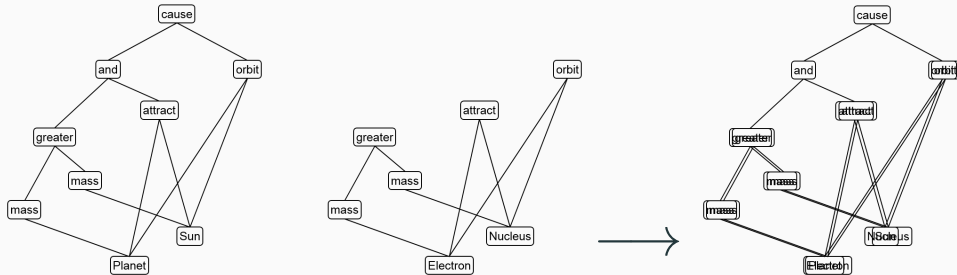 cause
and
orbit
attract
greater
mass
mass
Sun
Planet
orbit
attract
greater
mass
mass
Nucleus
Electron
cause
and